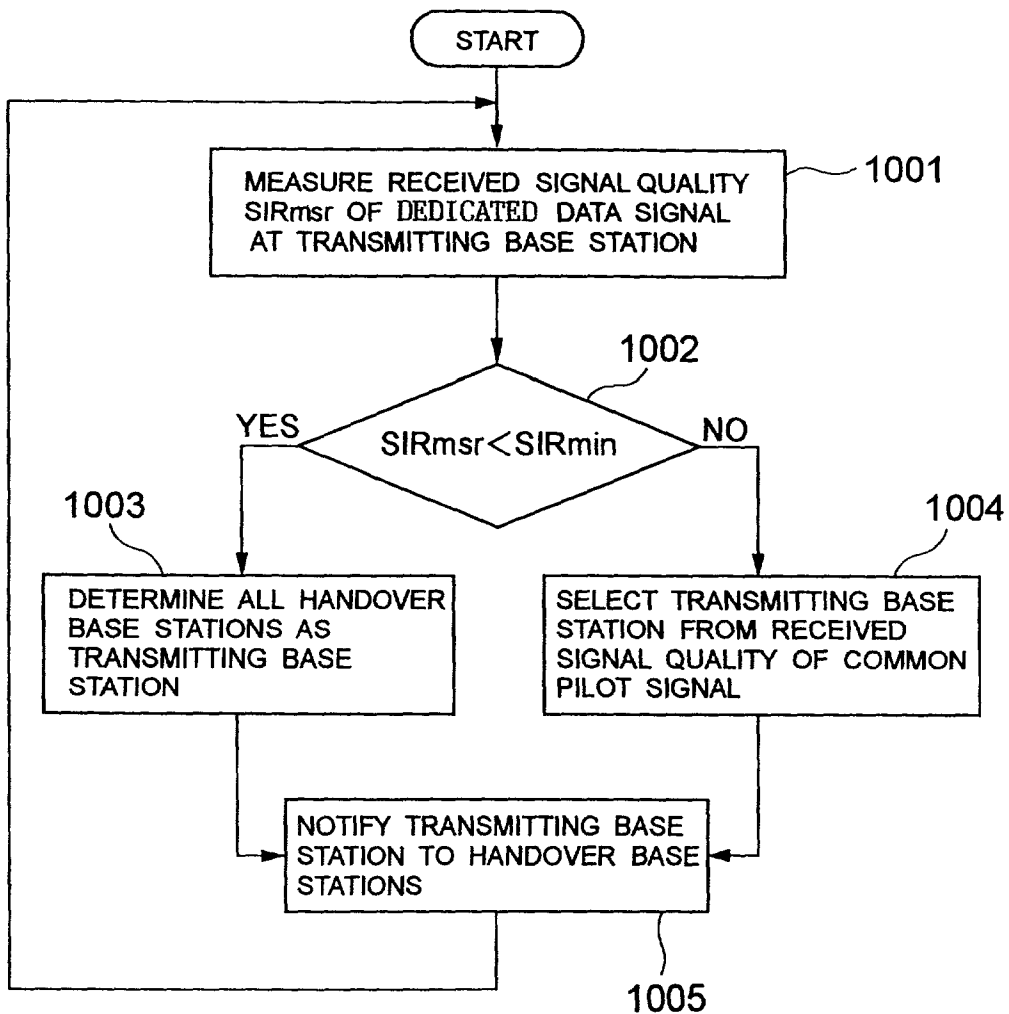 START
MEASURE RECEIVED SIGNAL QUALITY
SIRmsr OF DEDICATED DATA SIGNAL
AT TRANSMITTING BASE STATION
1001
1002
YES
SIRmsr<SIRmin
NO
1003
1004
DETERMINE ALL HANDOVER
BASE STATIONS AS
TRANSMITTING BASE
STATION
SELECT TRANSMITTING BASE
STATION FROM RECEIVED
SIGNAL QUALITY OF COMMON
PILOT SIGNAL
NOTIFY TRANSMITTING BASE
STATION TO HANDOVER BASE
STATIONS
1005